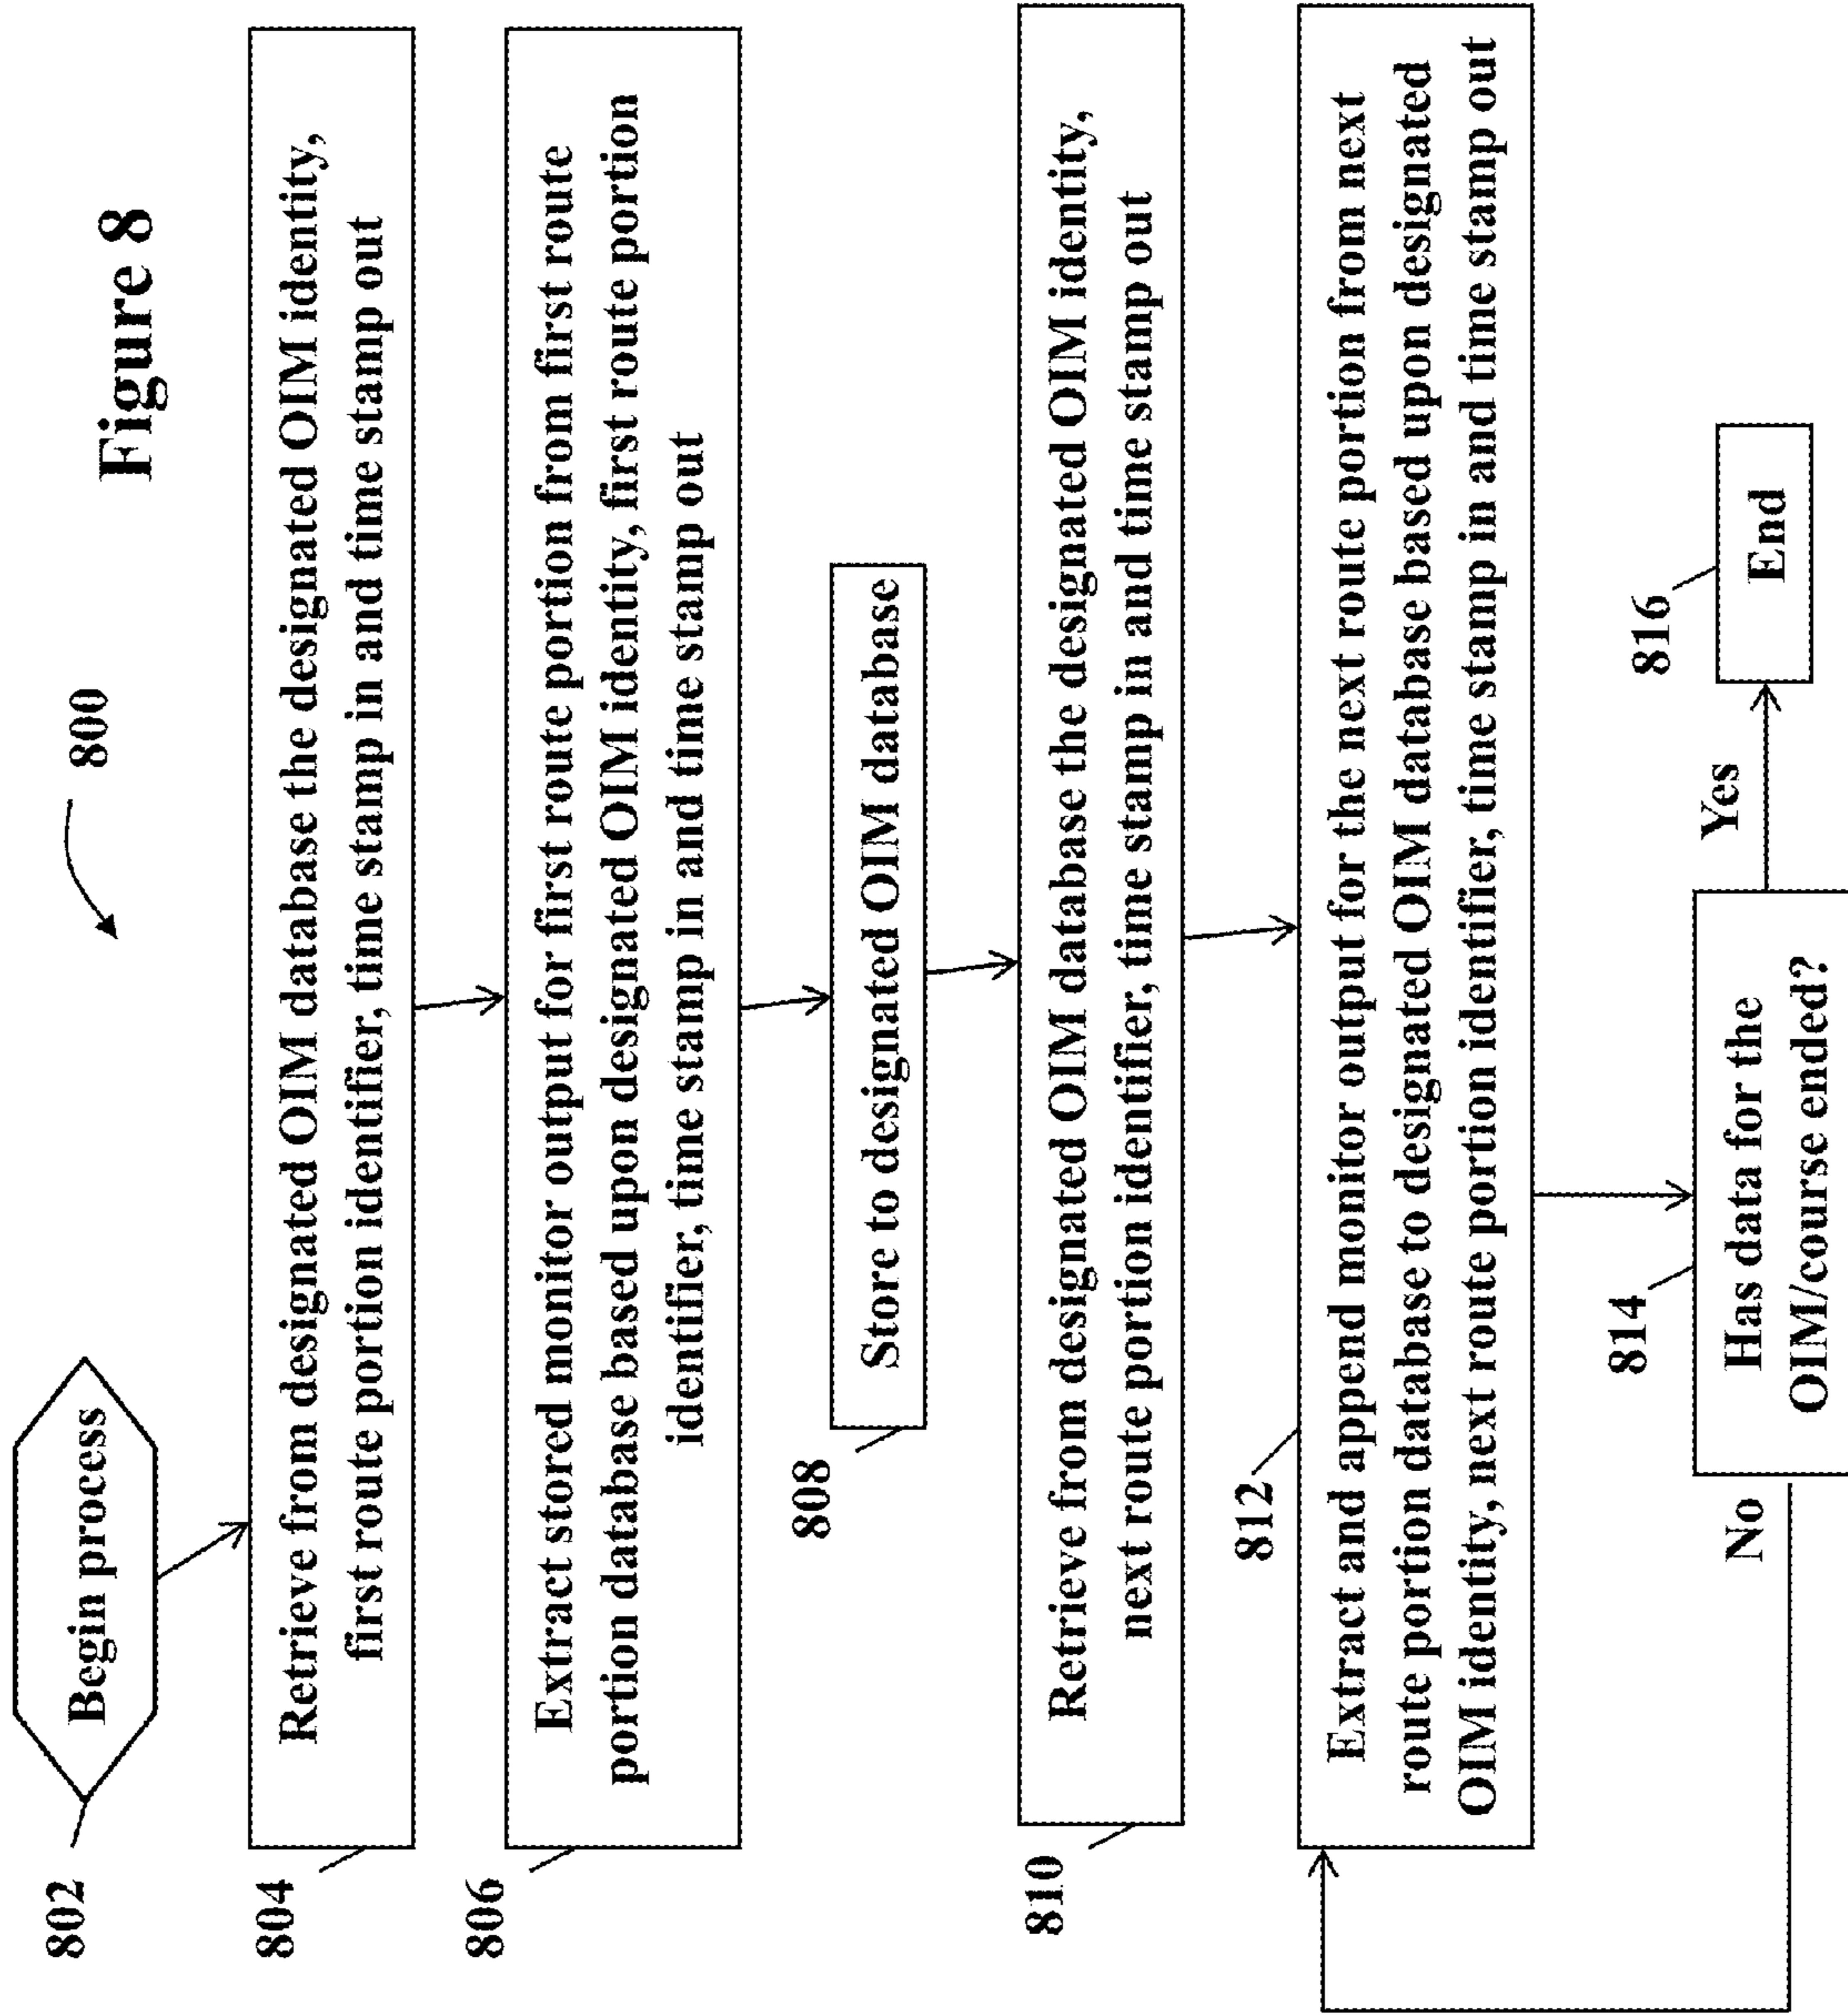 Figure 8
800
802
Begin process
804
Retrieve from designated OIM database the designated OIM identity,
first route portion identifier, time stamp in and time stamp out
806
Extract stored monitor output for first route portion from first route
portion database based upon designated OIM identity, first route portion
identifier, time stamp in and time stamp out
808
Store to designated OIM database
810
Retrieve from designated OIM database the designated OIM identity,
next route portion identifier, time stamp in and time stamp out
812
Extract and append monitor output for the next route portion from next
route portion database to designated OIM database based upon designated
OIM identity, next route portion identifier, time stamp in and time stamp out
814
Has data for the
OIM/course ended?
No
Yes
816
End